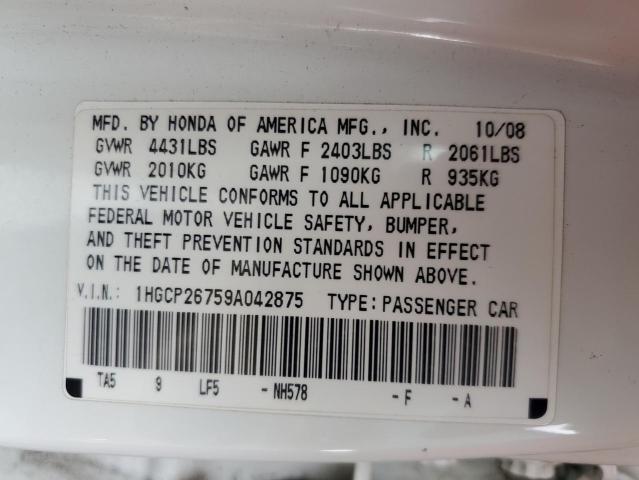 MFD. BY HONDA OF AMERICA MFG., INC. 10/08
GVWR 4431LBS GAWR F 2403LBS R 2061LBS
GVWR 2010KG GAWR F 1090KG R 935KG
THIS VEHICLE CONFORMS TO ALL APPLICABLE
FEDERAL MOTOR VEHICLE SAFETY, BUMPER,
AND THEFT PREVENTION STANDARDS IN EFFECT
ON THE DATE OF MANUFACTURE SHOWN ABOVE.
V.I.N.: 1HGCP26759A042875 TYPE:PASSENGER CAR
TA5 9 LF5 -NH578 -F -A